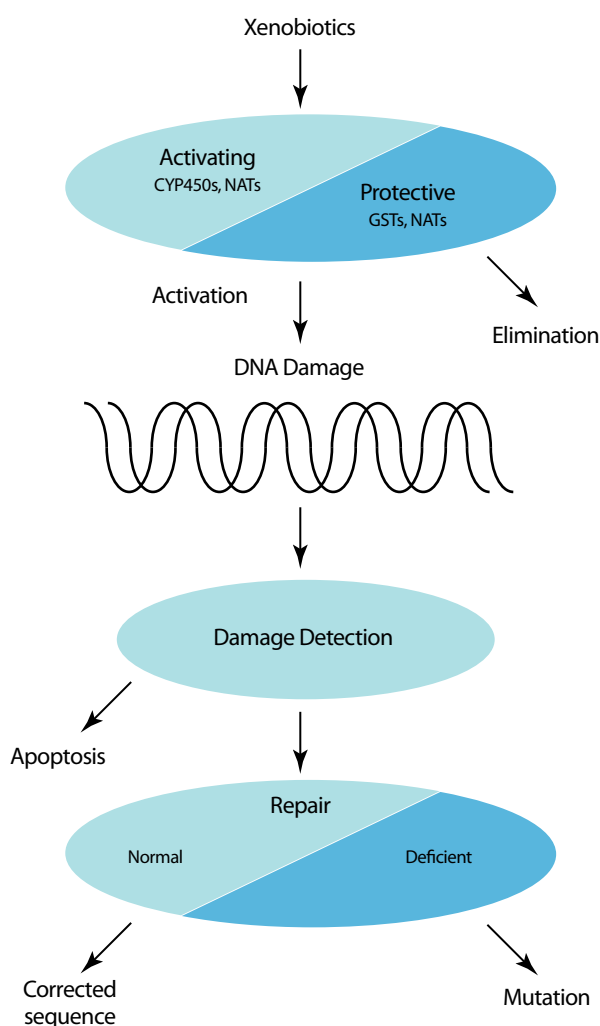 Xenobiotics
Activating
CYP450s, NATs
Protective
GSTs, NATs
Activation
Elimination
DNA Damage
Damage Detection
Apoptosis
Repair
Normal
Deficient
Corrected
sequence
Mutation